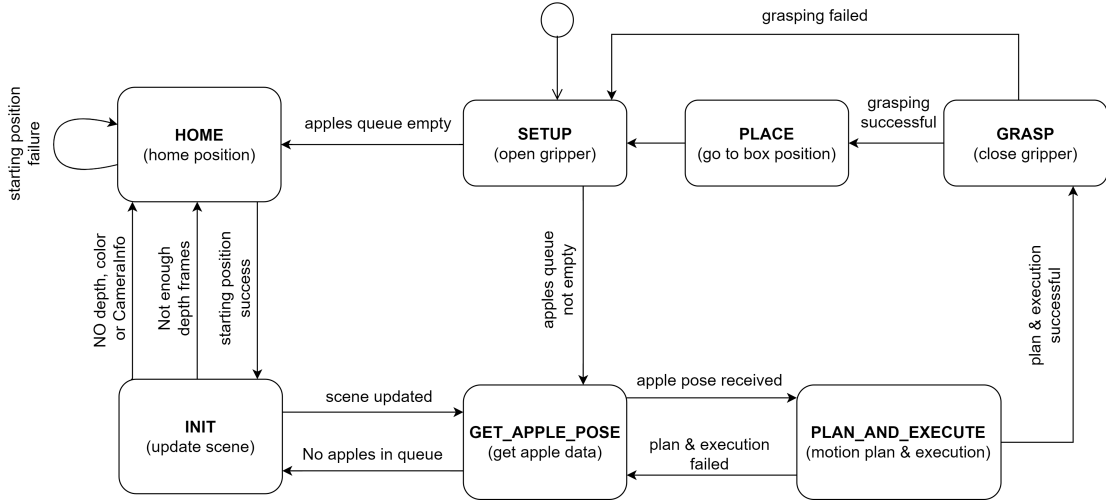 grasping failed
starting position
failure
HOME
(home position)
apples queue empty
SETUP
(open gripper)
PLACE
(go to box position)
grasping
successful
GRASP
(close gripper)
NO depth, color
or CameraInfo
Not enough
depth frames
starting position
success
apples queue
not empty
plan & execution
successful
INIT
(update scene)
scene updated
No apples in queue
GET_APPLE_POSE
(get apple data)
apple pose received
plan & execution
failed
PLAN_AND_EXECUTE
(motion plan & execution)